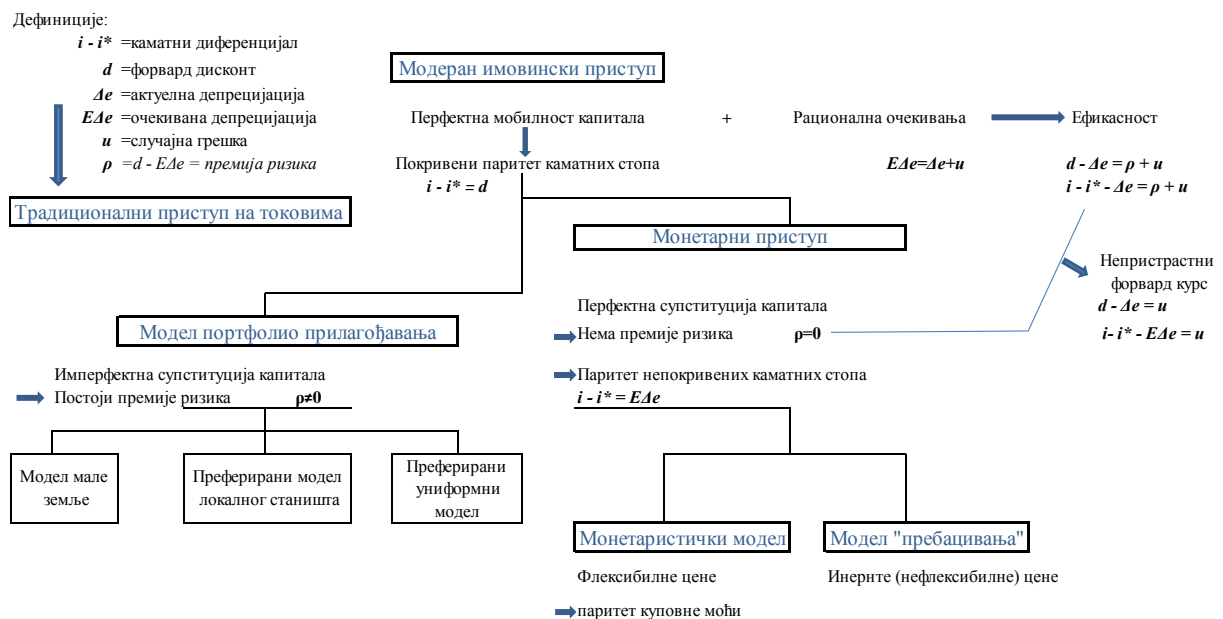 Дефиниције:
i - i* =каматни диференцијал
d =форвард дисконт
Δe =актуелна депрецијација
EΔe =очекивана депрецијација
u =случајна грешка
ρ =d - EΔe = премија ризика
Традиционални приступ на токовима
Модеран имовински приступ
Перфектна мобилност капитала + Рационална очекивања Ефикасност
Покривени паритет каматних стопа EΔe=Δe+u d - Δe = ρ + u
i - i* = d i - i* - Δe = ρ + u
Монетарни приступ
Непристрастни
форвард курс
d - Δe = u
i- i* - EΔe = u
Перфектна супституција капитала
Нема премије ризика ρ=0
Паритет непокривених каматних стопа
i - i* = EΔe
Модел портфолио прилагођавања
Имперфектна супституција капитала
Постоји премије ризика ρ≠0
Модел мале
земље
Преферирани модел
локалног станишта
Преферирани
униформни
модел
Монетаристички модел
Модел "пребацивања"
Флексибилне цене
Инернте (нефлексибилне) цене
паритет куповне моћи